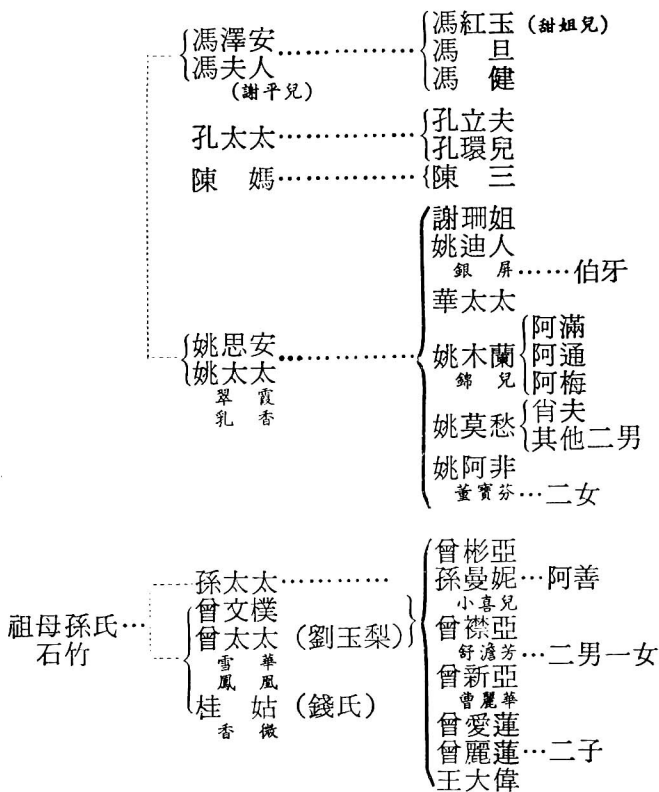 馮澤安
馮夫人
(謝平兒)
馮紅玉 (甜姐兒)
馮 旦
馮 健
孔太太
孔立夫
孔環兒
陳 媽
陳 三
姚思安
姚太太
翠 霞
乳 香
謝珊姐
姚迪人
銀 屏……伯牙
華太太
姚木蘭
錦 兒
阿滿
阿通
阿梅
姚莫愁
肖夫
其他二男
姚阿非
董寶芬…二女
祖母孫氏…
石竹
孫太太…………
曾文樸
曾太太 (劉玉梨)
雪 華
鳳 凰
桂 姑 (錢氏)
香 微
曾彬亞
孫曼妮…阿善
小喜兒
曾襟亞
舒澹芳…二男一女
曾新亞
曾麗華
曾愛蓮
曾麗蓮…二子
王大偉